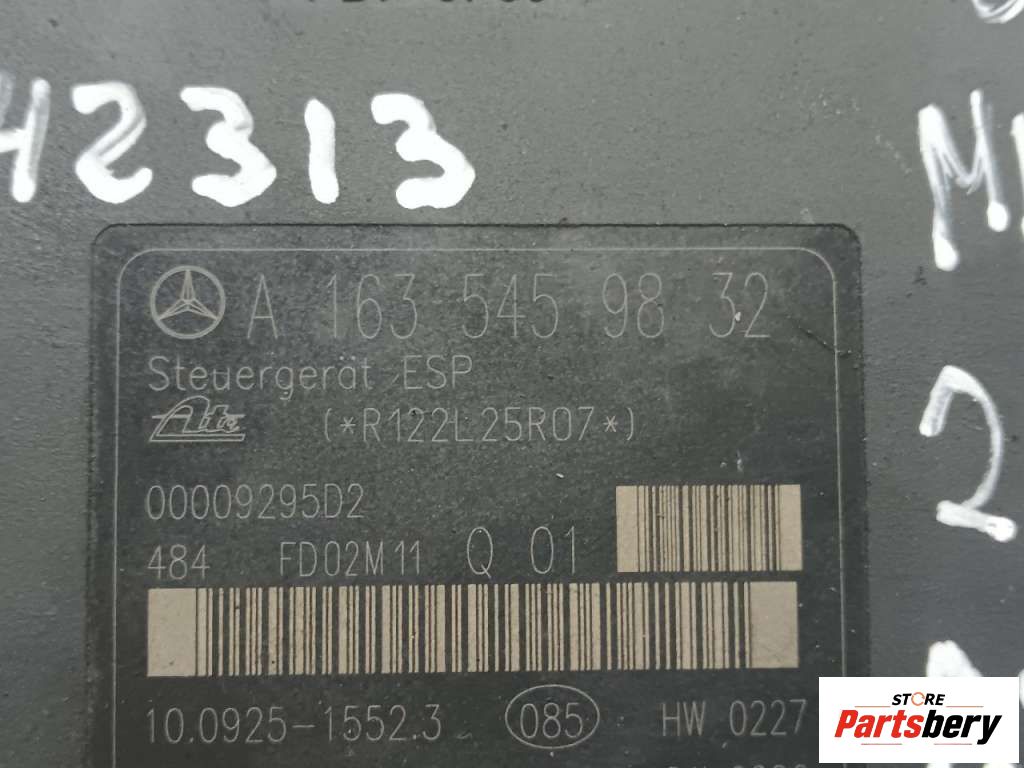 42313
A 163 545 98 32
Steuergerät ESP
Ate (*R122L25R07*)
00009295D2
484 FD02M11 Q 01
10.0925-1552.3 085 HW 0227
2
STORE
Partsbery